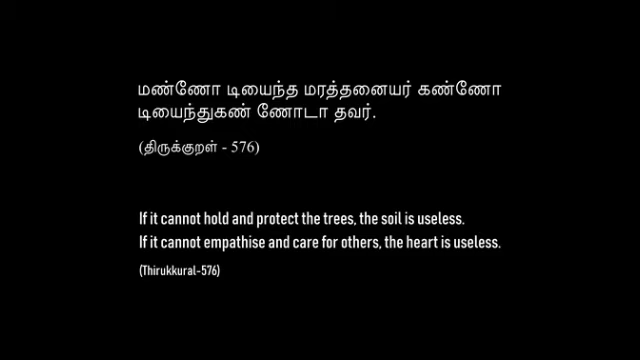 மண்ணோ டியைந்த மரத்தனையர் கண்ணோ
டியைந்துகண் ணோடா தவர்.
(திருக்குறள் - 576)
If it cannot hold and protect the trees, the soil is useless.
If it cannot empathise and care for others, the heart is useless.
(Thirukkural-576)